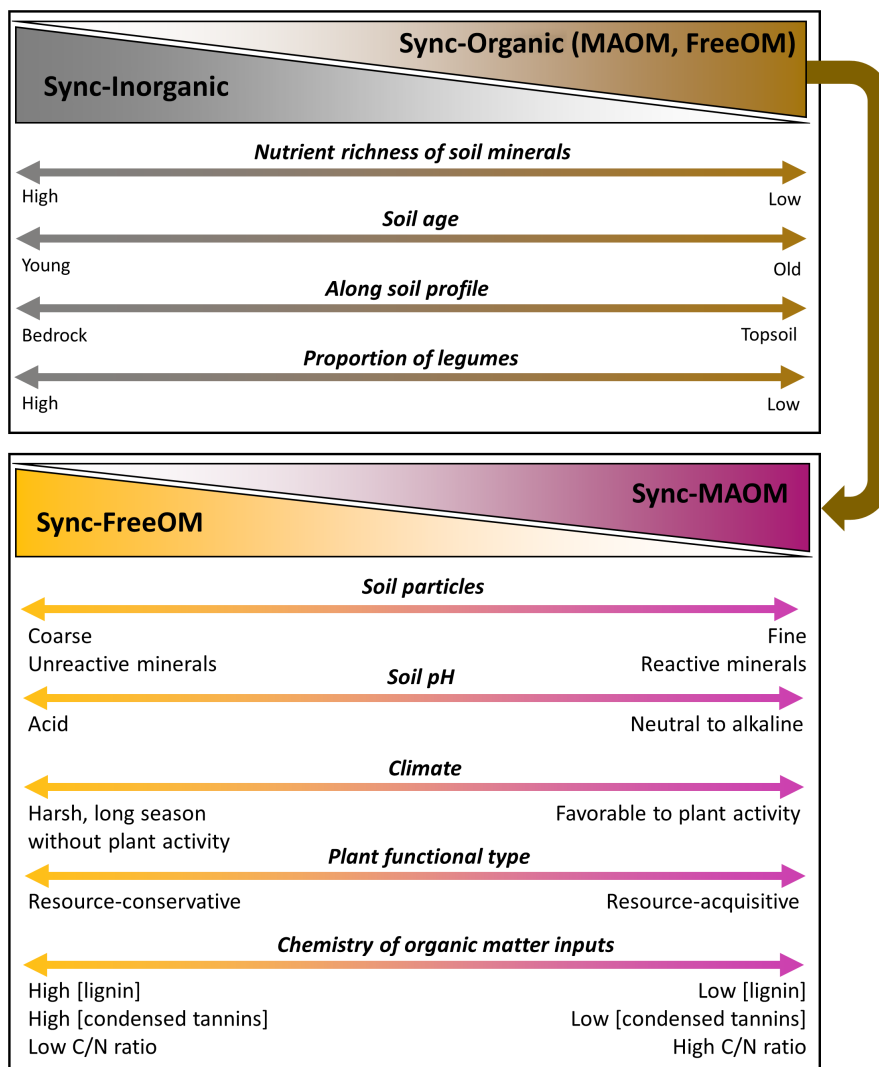 Sync-Organic (MAOM, FreeOM)
Sync-Inorganic
Nutrient richness of soil minerals
High
Low
Soil age
Young
Old
Along soil profile
Bedrock
Topsoil
Proportion of legumes
High
Low
Sync-MAOM
Sync-FreeOM
Soil particles
Coarse
Fine
Unreactive minerals
Reactive minerals
Soil pH
Acid
Neutral to alkaline
Climate
Harsh, long season
Favorable to plant activity
without plant activity
Plant functional type
Resource-conservative
Resource-acquisitive
Chemistry of organic matter inputs
High [lignin]
Low [lignin]
High [condensed tannins]
Low [condensed tannins]
Low C/N ratio
High C/N ratio